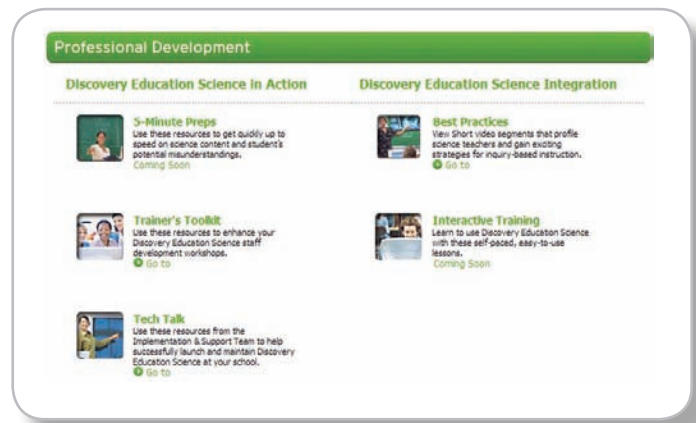 Professional Development
Discovery Education Science in Action
5-Minute Preps
Use these resources to get quickly up to
speed on science content and student's
potential misunderstandings.
Coming Soon
Trainer's Toolkit
Use these resources to enhance your
Discovery Education Science staff
development workshops.
Go to
Tech Talk
Use these resources from the
Implementation & Support Team to help
successfully launch and maintain Discovery
Education Science at your school.
Go to
Discovery Education Science Integration
Best Practices
View Short video segments that profile
science teachers and gain exciting
strategies for inquiry-based instruction.
Go to
Interactive Training
Learn to use Discovery Education Science
with these self-paced, easy-to-use
lessons.
Coming Soon